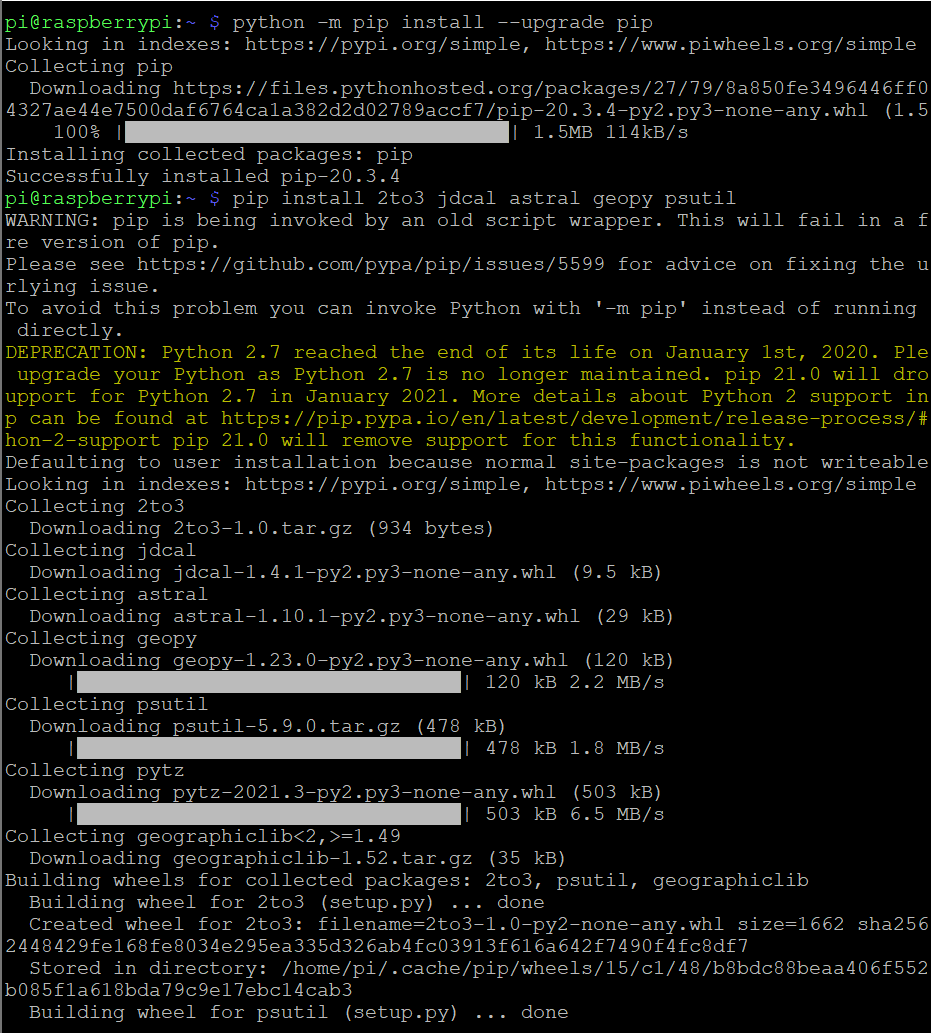 pi@raspberrypi:~ $ python -m pip install --upgrade pip
Looking in indexes: https://pypi.org/simple, https://www.piwheels.org/simple
Collecting pip
  Downloading https://files.pythonhosted.org/packages/27/79/8a850fe3496446ff0
4327ae44e7500daf6764ca1a382d2d02789accf7/pip-20.3.4-py2.py3-none-any.whl (1.5
    100% || 1.5MB 114kB/s
Installing collected packages: pip
Successfully installed pip-20.3.4
pi@raspberrypi:~ $ pip install 2to3 jdcal astral geopy psutil
WARNING: pip is being invoked by an old script wrapper. This will fail in a f
re version of pip.
Please see https://github.com/pypa/pip/issues/5599 for advice on fixing the u
rlying issue.
To avoid this problem you can invoke Python with '-m pip' instead of running
 directly.
DEPRECATION: Python 2.7 reached the end of its life on January 1st, 2020. Ple
 upgrade your Python as Python 2.7 is no longer maintained. pip 21.0 will dro
upport for Python 2.7 in January 2021. More details about Python 2 support in
p can be found at https://pip.pypa.io/en/latest/development/release-process/#
hon-2-support pip 21.0 will remove support for this functionality.
Defaulting to user installation because normal site-packages is not writeable
Looking in indexes: https://pypi.org/simple, https://www.piwheels.org/simple
Collecting 2to3
  Downloading 2to3-1.0.tar.gz (934 bytes)
Collecting jdcal
  Downloading jdcal-1.4.1-py2.py3-none-any.whl (9.5 kB)
Collecting astral
  Downloading astral-1.10.1-py2.py3-none-any.whl (29 kB)
Collecting geopy
  Downloading geopy-1.23.0-py2.py3-none-any.whl (120 kB)
     || 120 kB 2.2 MB/s
Collecting psutil
  Downloading psutil-5.9.0.tar.gz (478 kB)
     || 478 kB 1.8 MB/s
Collecting pytz
  Downloading pytz-2021.3-py2.py3-none-any.whl (503 kB)
     || 503 kB 6.5 MB/s
Collecting geographiclib<2,>=1.49
  Downloading geographiclib-1.52.tar.gz (35 kB)
Building wheels for collected packages: 2to3, psutil, geographiclib
  Building wheel for 2to3 (setup.py) ... done
  Created wheel for 2to3: filename=2to3-1.0-py2-none-any.whl size=1662 sha256
2448429fe168fe8034e295ea335d326ab4fc03913f616a642f7490f4fc8df7
  Stored in directory: /home/pi/.cache/pip/wheels/15/c1/48/b8bdc88beaa406f552
b085f1a618bda79c9e17ebc14cab3
  Building wheel for psutil (setup.py) ... done